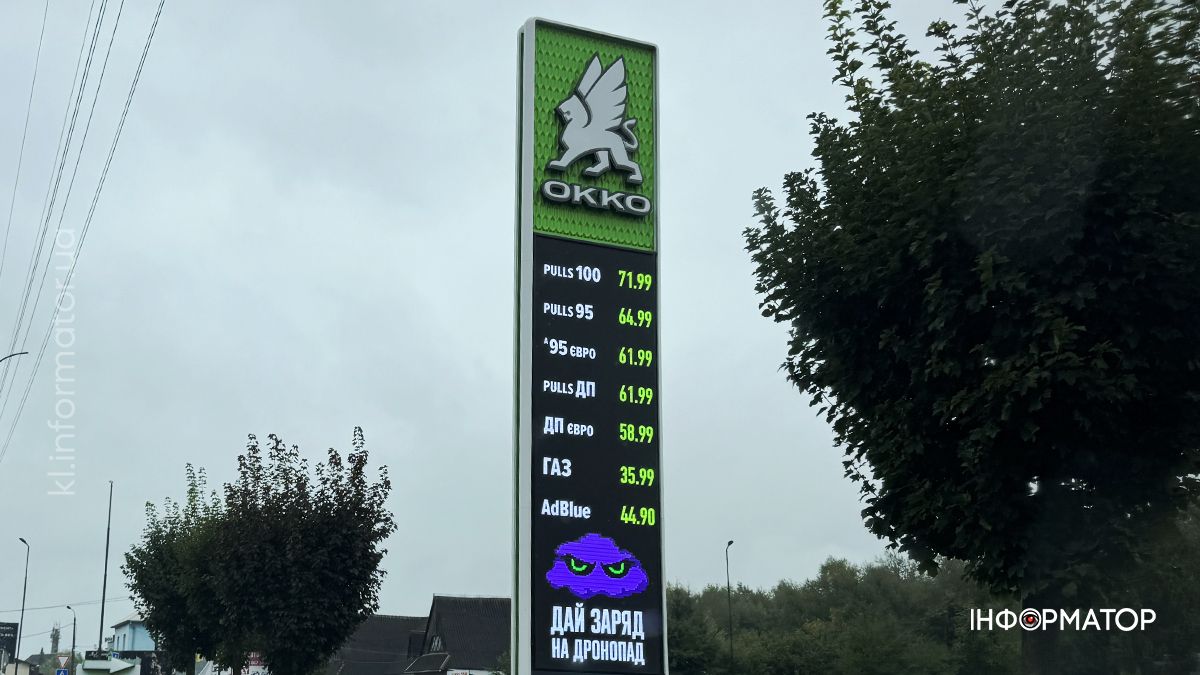 OKKO
PULLS 100 71.99
PULLS 95 64.99
А95 ЄВРО 61.99
PULLS ДП 61.99
ДП ЄВРО 58.99
ГАЗ 35.99
AdBlue 44.90
ДАЙ ЗАРЯД
НА ДРОНОПАД
kl.informator.ua
ІНФОРМАТОР